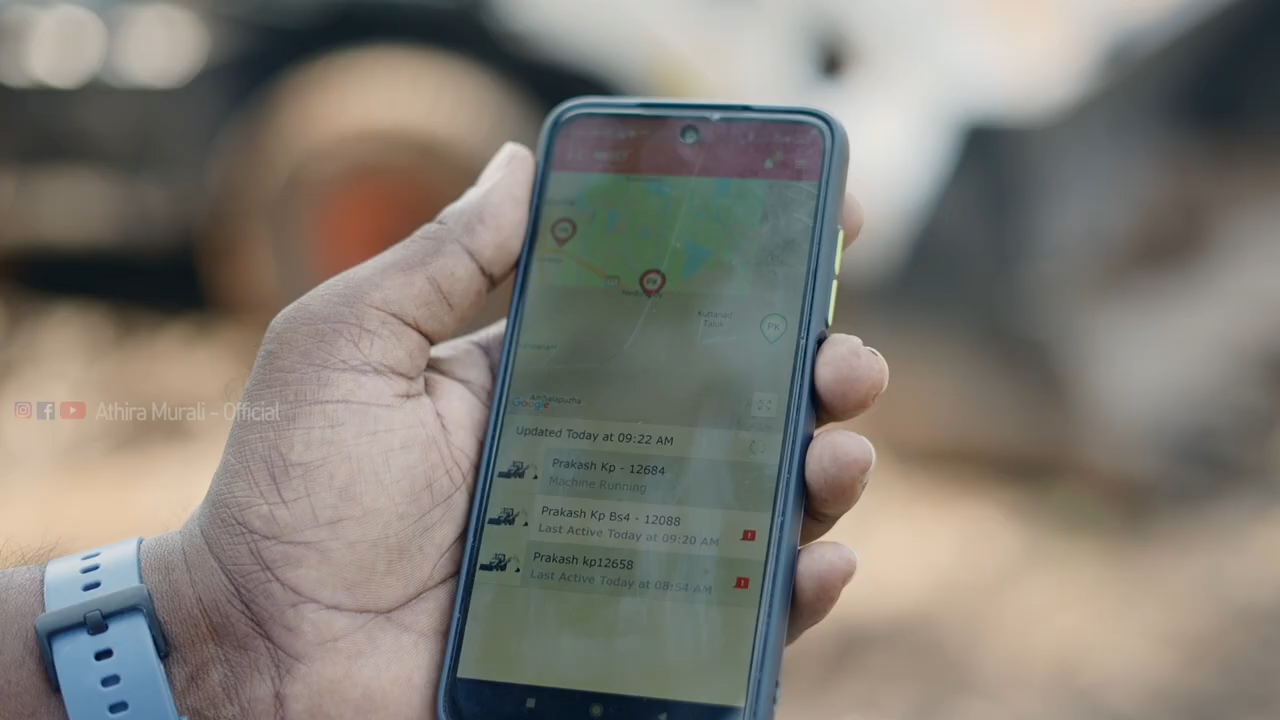 PK
Kuttanad
Taluk
PK
Ambalapuzha
Google
Updated Today at 09:22 AM
Prakash Kp - 12684
Machine Running
Prakash Kp Bs4 - 12088
Last Active Today at 09:20 AM
Prakash kp12658
Last Active Today at 08:54 AM
Athira Murali - Official